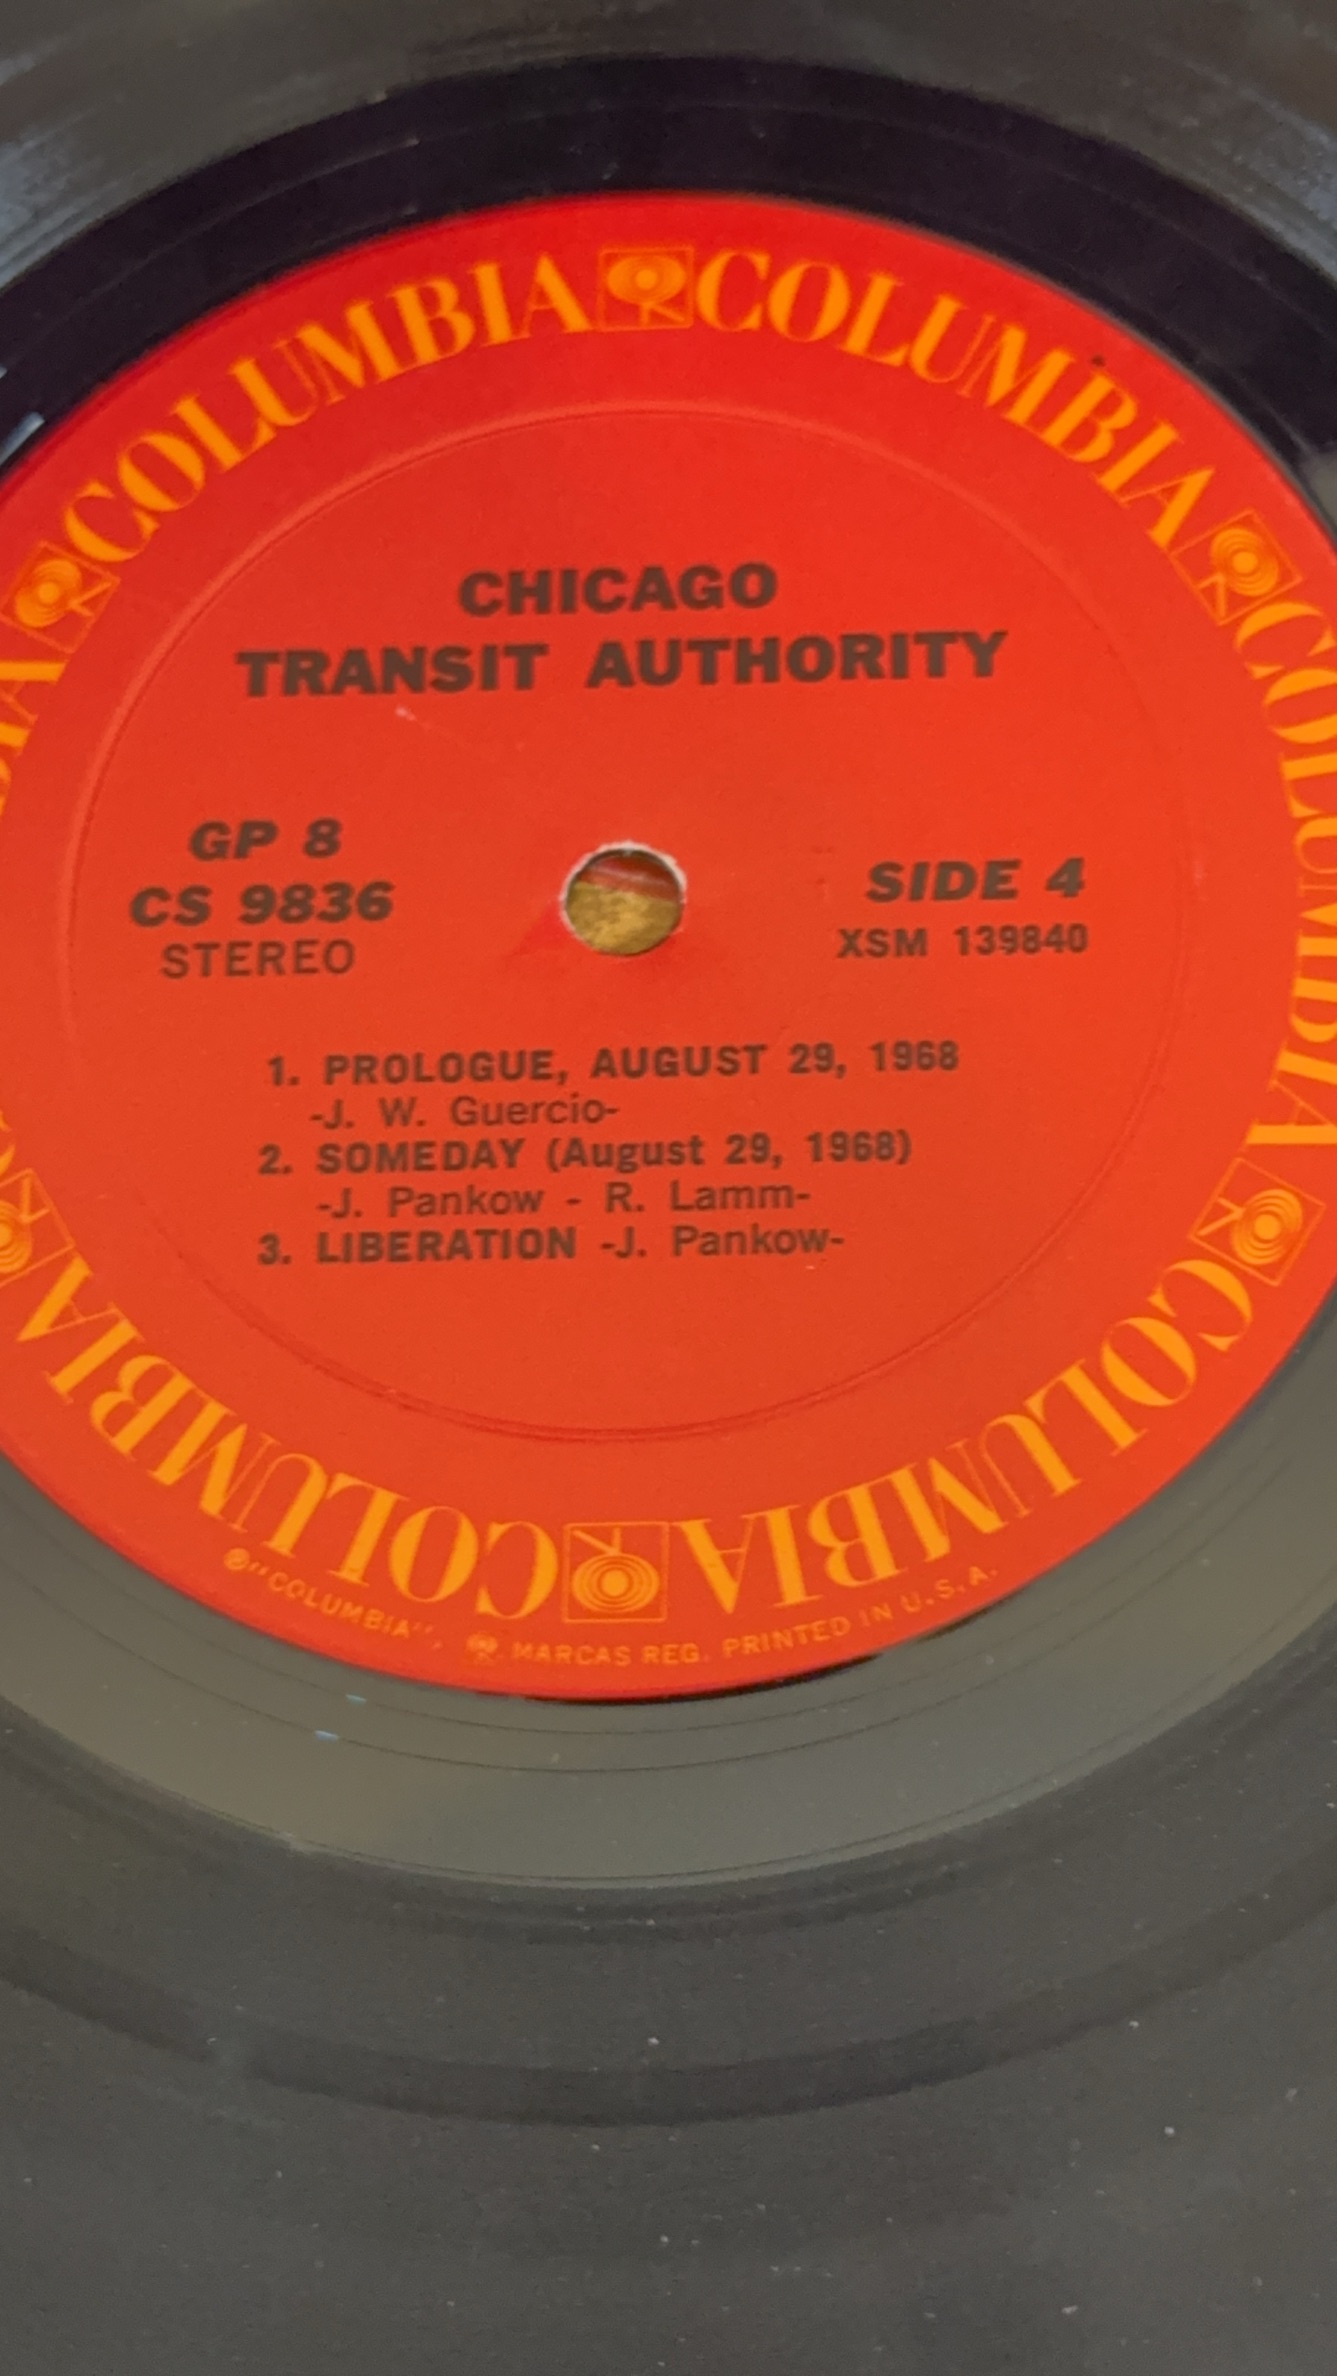 COLUMBIA COLUMBIA COLUMBIA COLUMBIA COLUMBIA COLUMBIA
CHICAGO
TRANSIT AUTHORITY
GP 8
CS 9836
STEREO
SIDE 4
XSM 139840
1. PROLOGUE, AUGUST 29, 1968
-J. W. Guercio-
2. SOMEDAY (August 29, 1968)
-J. Pankow - R. Lamm-
3. LIBERATION -J. Pankow-
"COLUMBIA", MARCAS REG. PRINTED IN U.S.A.